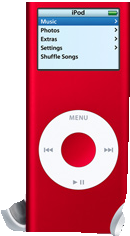 iPod
Music
Photos
Extras
Settings
Shuffle Songs
MENU